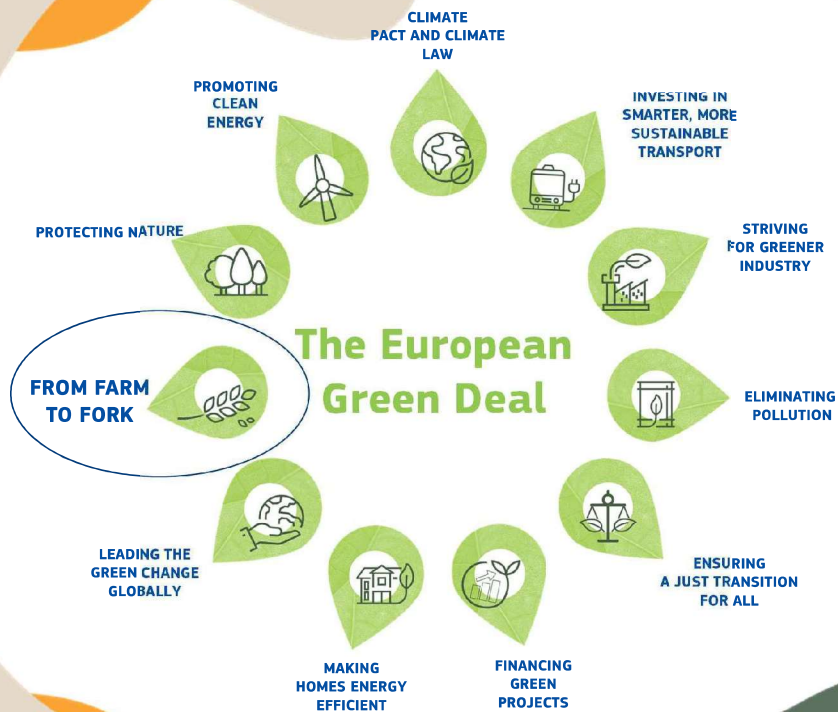 CLIMATE
PACT AND CLIMATE
LAW
PROMOTING
CLEAN
ENERGY
INVESTING IN
SMARTER, MORE
SUSTAINABLE
TRANSPORT
PROTECTING NATURE
STRIVING
FOR GREENER
INDUSTRY
The European
Green Deal
FROM FARM
TO FORK
ELIMINATING
POLLUTION
LEADING THE
GREEN CHANGE
GLOBALLY
ENSURING
A JUST TRANSITION
FOR ALL
MAKING
HOMES ENERGY
EFFICIENT
FINANCING
GREEN
PROJECTS